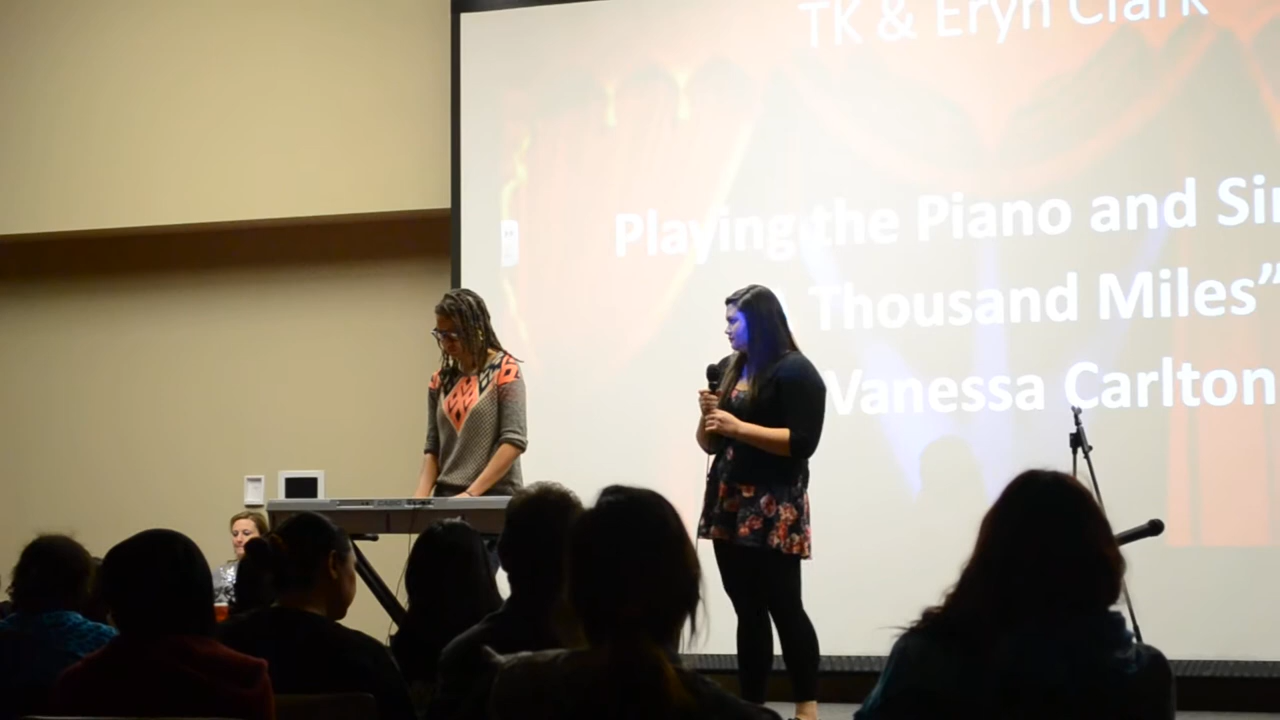 TK & Eryn Clark
Playing the Piano and Si
Thousand Miles”
Vanessa Carlton